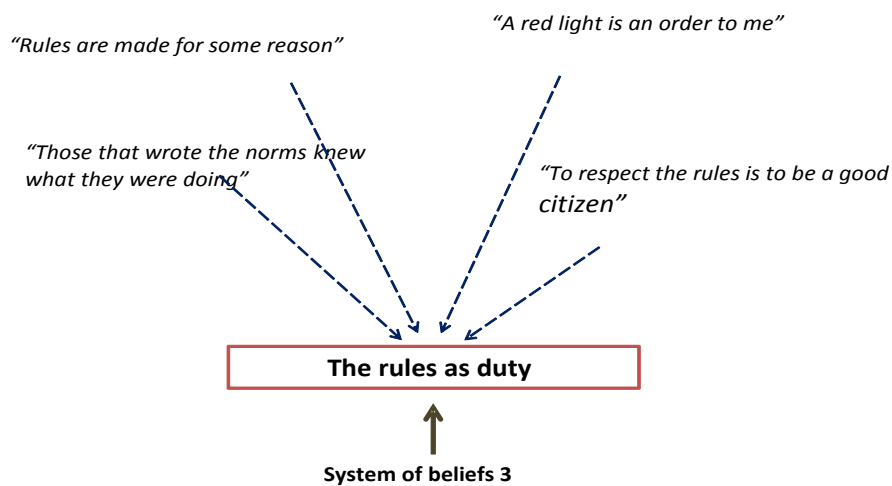 “Rules are made for some reason”
“A red light is an order to me”
“Those that wrote the norms knew
what they were doing”
“To respect the rules is to be a good
citizen”
The rules as duty
System of beliefs 3